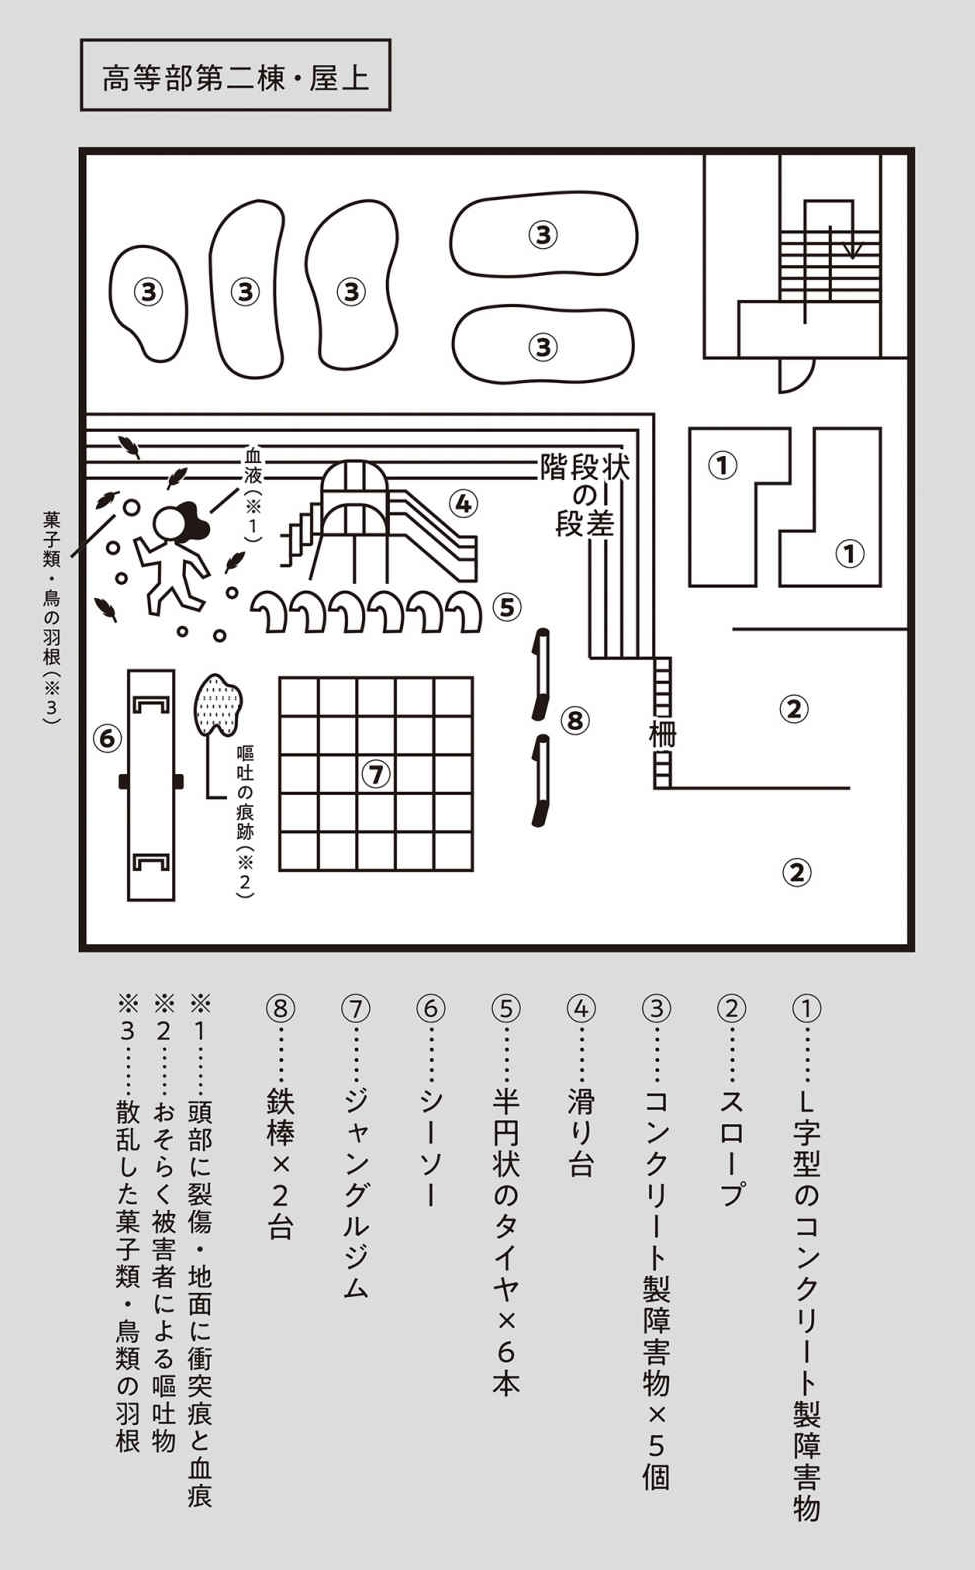 高等部第二棟・屋上
③
③
③
③
③
血液(※1)
階段状
の
段差
④
①
①
菓子類・鳥の羽根(※3)
⑤
⑥
嘔吐の痕跡(※2)
⑦
⑧
柵
②
②
①……L字型のコンクリート製障害物
②……スロープ
③……コンクリート製障害物×5個
④……滑り台
⑤……半円状のタイヤ×6本
⑥……シーソー
⑦……ジャングルジム
⑧……鉄棒×2台
※1……頭部に裂傷・地面に衝突痕と血痕
※2……おそらく被害者による嘔吐物
※3……散乱した菓子類・鳥類の羽根